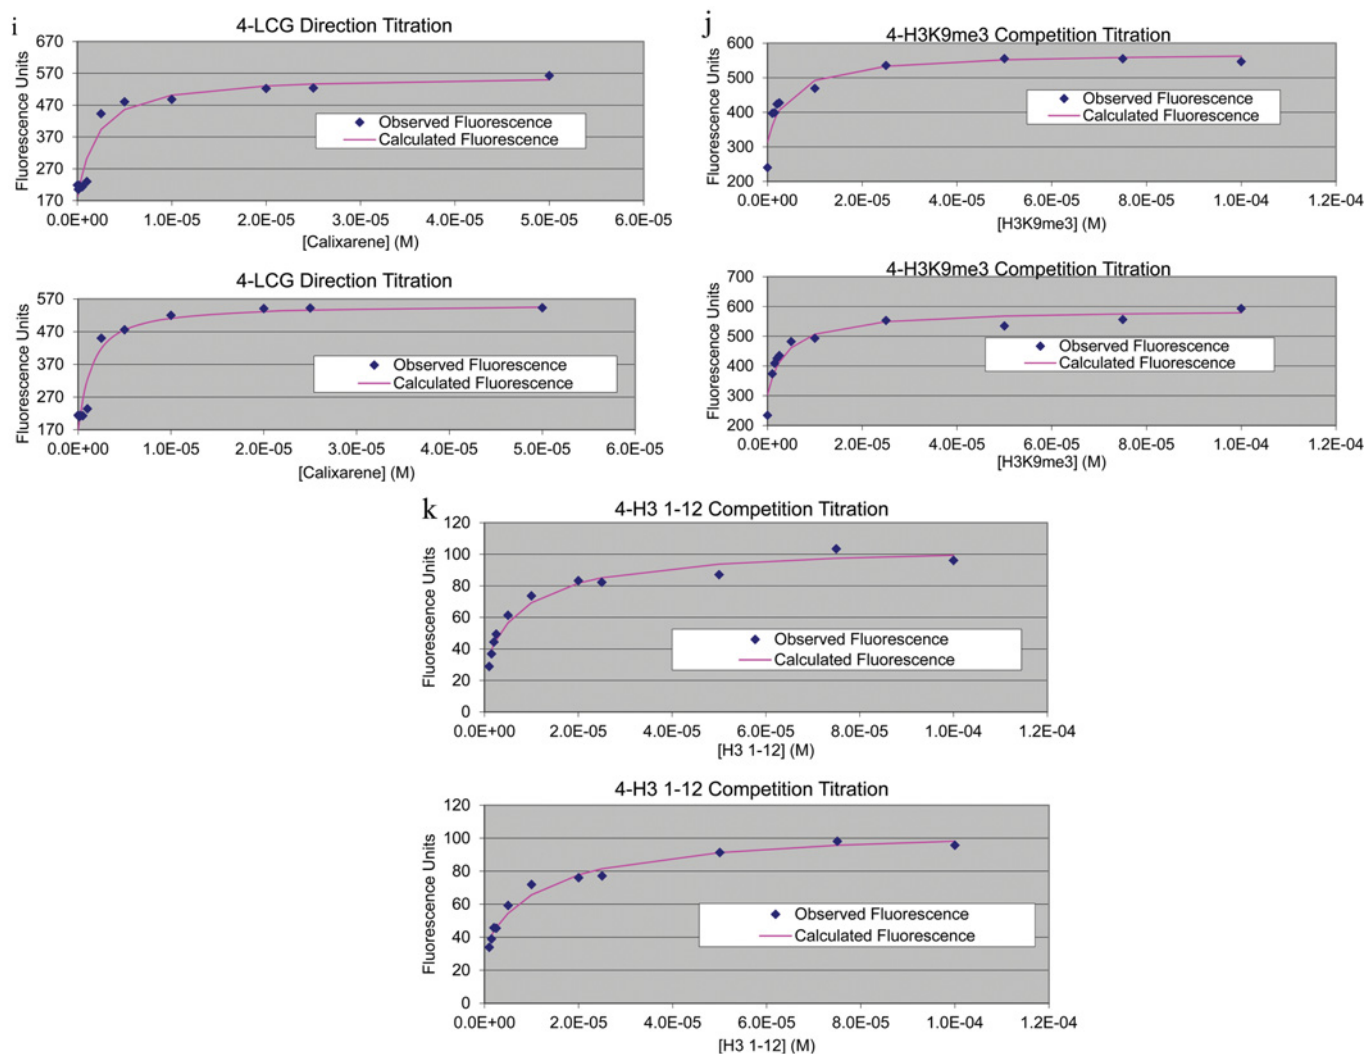 i
4-LCG Direction Titration
Fluorescence Units
670
570
470
370
270
170
Observed Fluorescence
Calculated Fluorescence
0.0E+00 1.0E-05 2.0E-05 3.0E-05 4.0E-05 5.0E-05 6.0E-05
[Calixarene] (M)
4-LCG Direction Titration
Fluorescence Units
570
470
370
270
170
Observed Fluorescence
Calculated Fluorescence
0.0E+00 1.0E-05 2.0E-05 3.0E-05 4.0E-05 5.0E-05 6.0E-05
[Calixarene] (M)
j
4-H3K9me3 Competition Titration
Fluorescence Units
600
500
400
300
200
Observed Fluorescence
Calculated Fluorescence
0.0E+00 2.0E-05 4.0E-05 6.0E-05 8.0E-05 1.0E-04 1.2E-04
[H3K9me3] (M)
4-H3K9me3 Competition Titration
Fluorescence Units
700
600
500
400
300
200
Observed Fluorescence
Calculated Fluorescence
0.0E+00 2.0E-05 4.0E-05 6.0E-05 8.0E-05 1.0E-04 1.2E-04
[H3K9me3] (M)
k
4-H3 1-12 Competition Titration
Fluorescence Units
120
100
80
60
40
20
0
Observed Fluorescence
Calculated Fluorescence
0.0E+00 2.0E-05 4.0E-05 6.0E-05 8.0E-05 1.0E-04 1.2E-04
[H3 1-12] (M)
4-H3 1-12 Competition Titration
Fluorescence Units
120
100
80
60
40
20
0
Observed Fluorescence
Calculated Fluorescence
0.0E+00 2.0E-05 4.0E-05 6.0E-05 8.0E-05 1.0E-04 1.2E-04
[H3 1-12] (M)